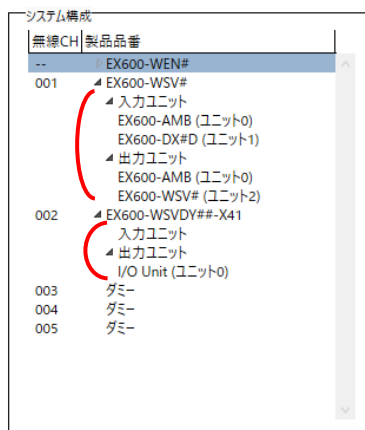 システム構成
無線CH 製品品番
-- EX600-WEN#
001 EX600-WSV#
入力ユニット
EX600-AMB (ユニット0)
EX600-DX#D (ユニット1)
出力ユニット
EX600-AMB (ユニット0)
EX600-WSV# (ユニット2)
002 EX600-WSVDY##-X41
入力ユニット
出力ユニット
I/O Unit (ユニット0)
003 ダミー
004 ダミー
005 ダミー